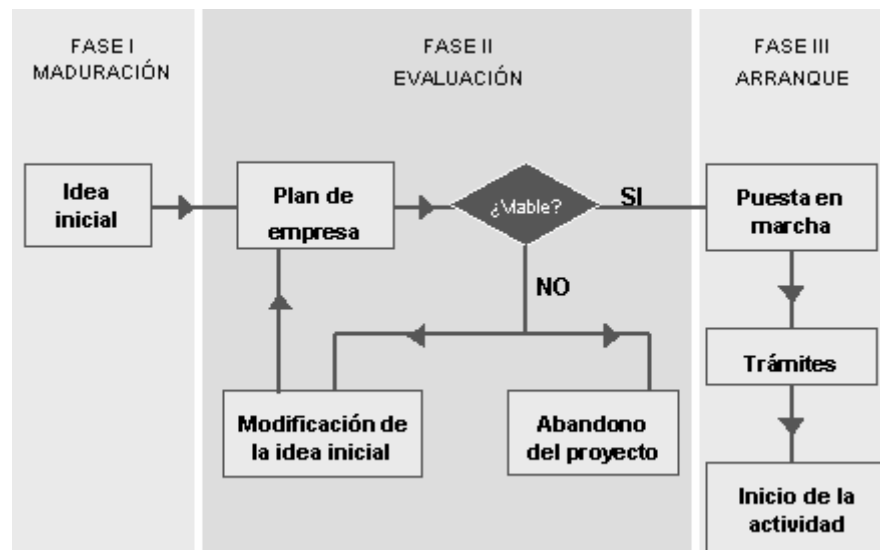 FASE I
MADURACIÓN
FASE II
EVALUACIÓN
FASE III
ARRANQUE
Idea
inicial
Plan de
empresa
¿Viable?
SI
Puesta en
marcha
NO
Trámites
Modificación de
la idea inicial
Abandono
del proyecto
Inicio de la
actividad